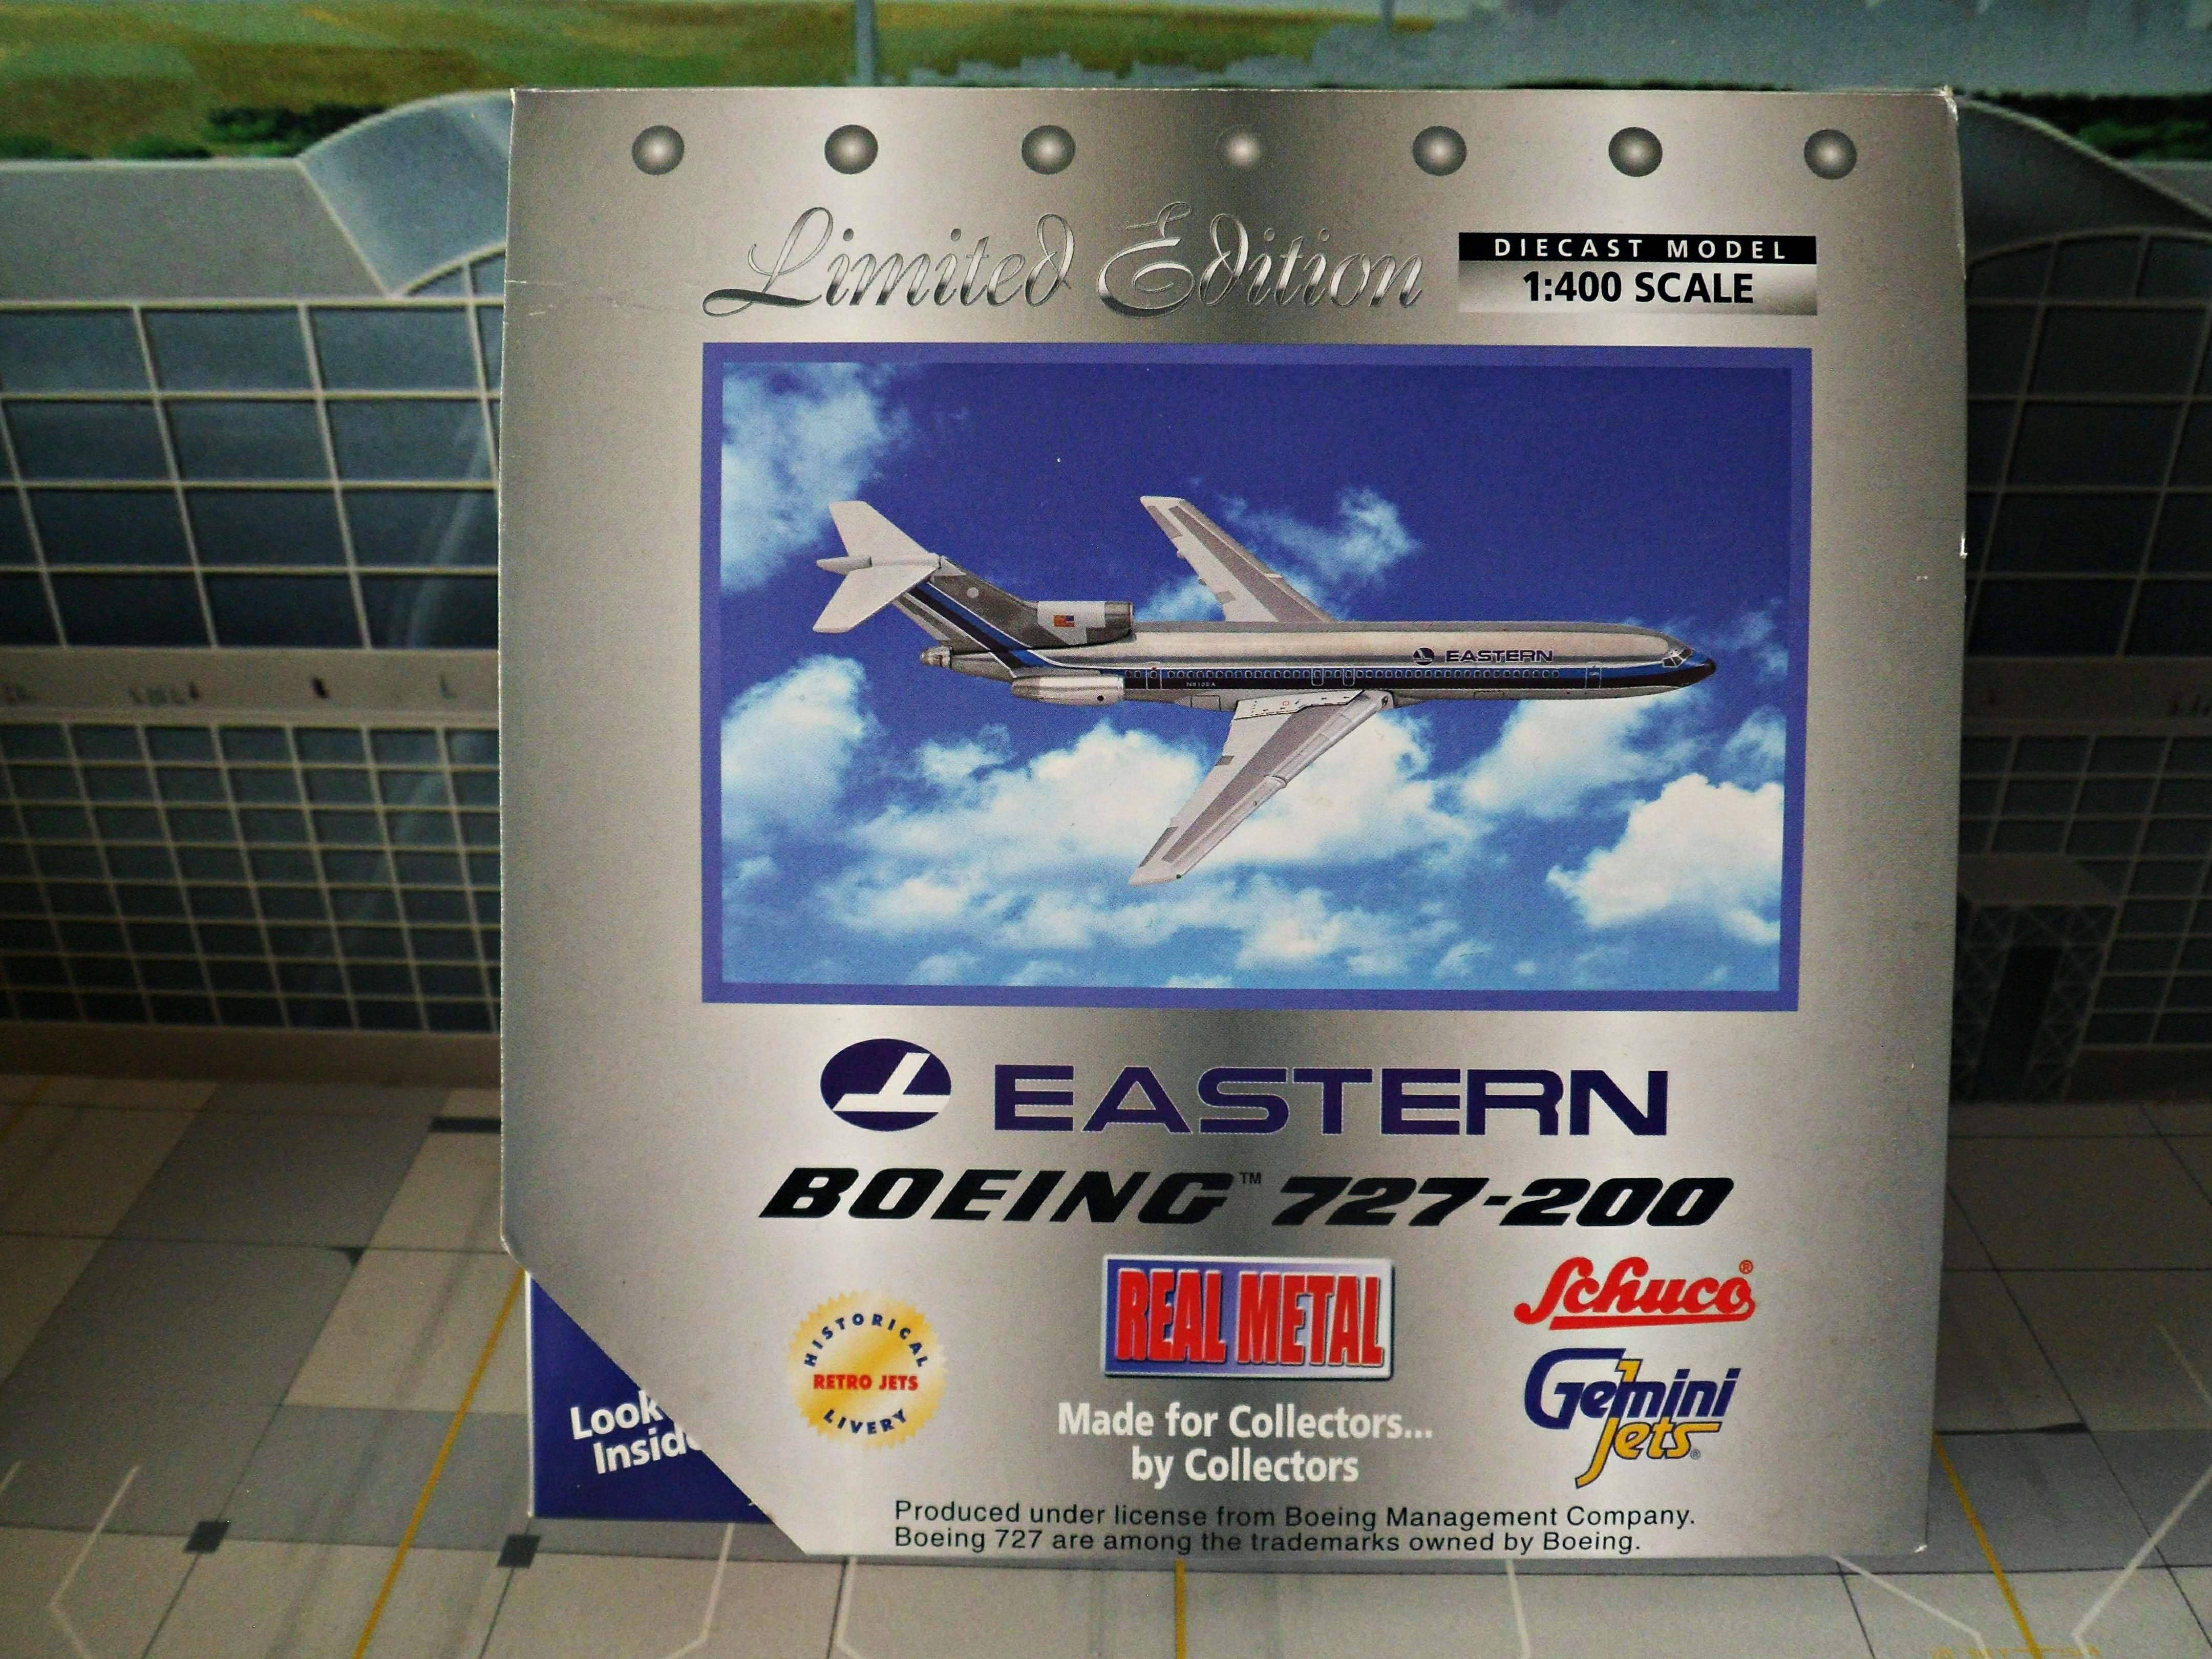 Limited Edition
DIECAST MODEL
1:400 SCALE
EASTERN
EASTERN
BOEING™ 727-200
HISTORICAL
RETRO JETS
LIVERY
REAL METAL
Made for Collectors...
by Collectors
Schuco®
Gemini
Jets®
Look
Inside
Produced under license from Boeing Management Company.
Boeing 727 are among the trademarks owned by Boeing.